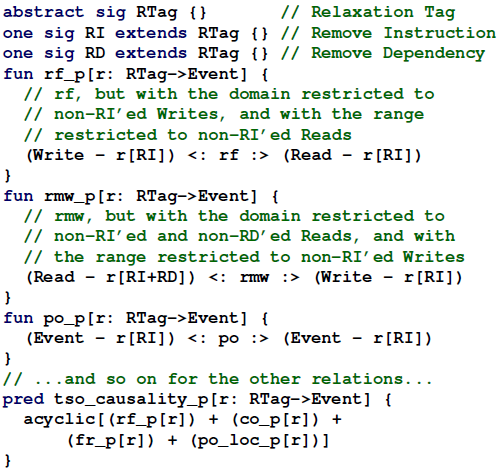 abstract sig RTag {}       // Relaxation Tag
one sig RI extends RTag {} // Remove Instruction
one sig RD extends RTag {} // Remove Dependency
fun rf_p[r: RTag->Event] {
  // rf, but with the domain restricted to
  // non-RI'ed Writes, and with the range
  // restricted to non-RI'ed Reads
  (Write - r[RI]) <: rf :> (Read - r[RI])
}
fun rmw_p[r: RTag->Event] {
  // rmw, but with the domain restricted to
  // non-RI'ed and non-RD'ed Reads, and with
  // the range restricted to non-RI'ed Writes
  (Read - r[RI+RD]) <: rmw :> (Write - r[RI])
}
fun po_p[r: RTag->Event] {
  (Event - r[RI]) <: po :> (Event - r[RI])
}
// ...and so on for the other relations...
pred tso_causality_p[r: RTag->Event] {
  acyclic[(rf_p[r]) + (co_p[r]) +
      (fr_p[r]) + (po_loc_p[r])]
}